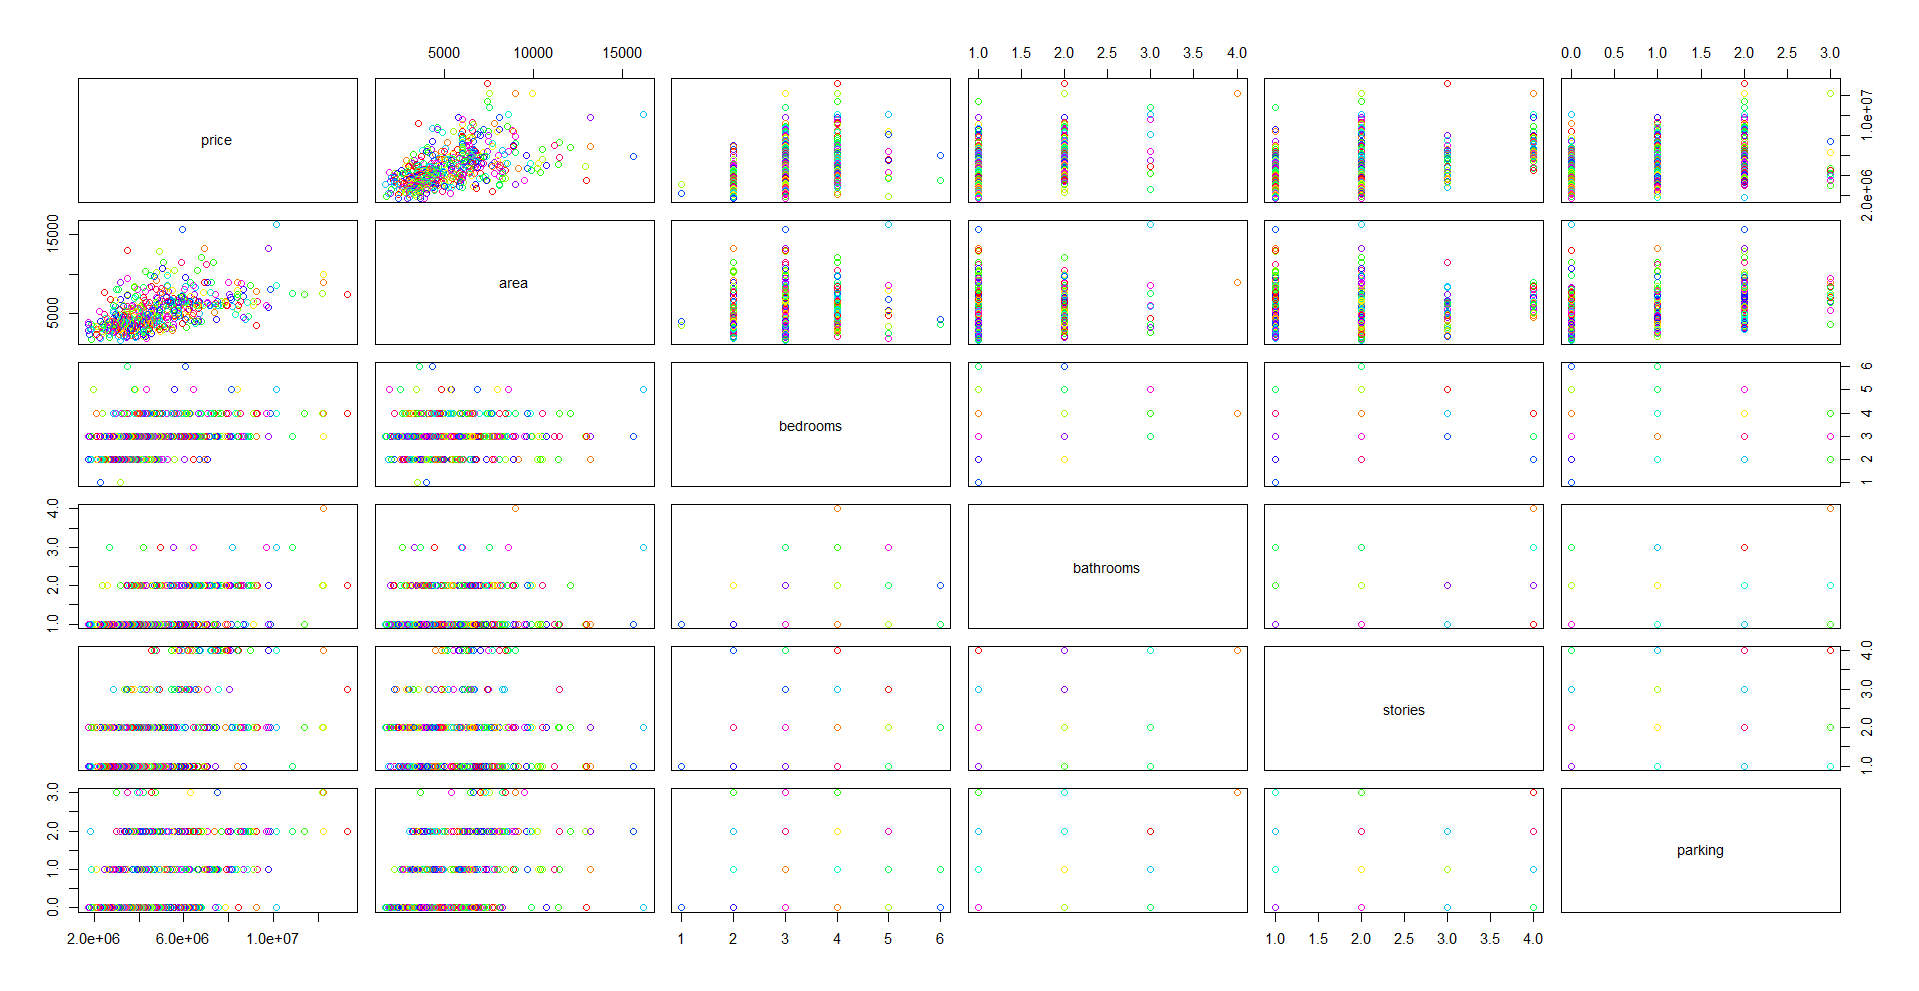 5000 10000 15000 1.0 1.5 2.0 2.5 3.0 3.5 4.0 0.0 0.5 1.0 1.5 2.0 2.5 3.0
price
2.0e+06 1.0e+07
5000 15000
area
bedrooms
1 2 3 4 5 6
1.0 2.0 3.0 4.0
bathrooms
stories
1.0 2.0 3.0 4.0
0.0 1.0 2.0 3.0
parking
2.0e+06 6.0e+06 1.0e+07 1 2 3 4 5 6 1.0 1.5 2.0 2.5 3.0 3.5 4.0